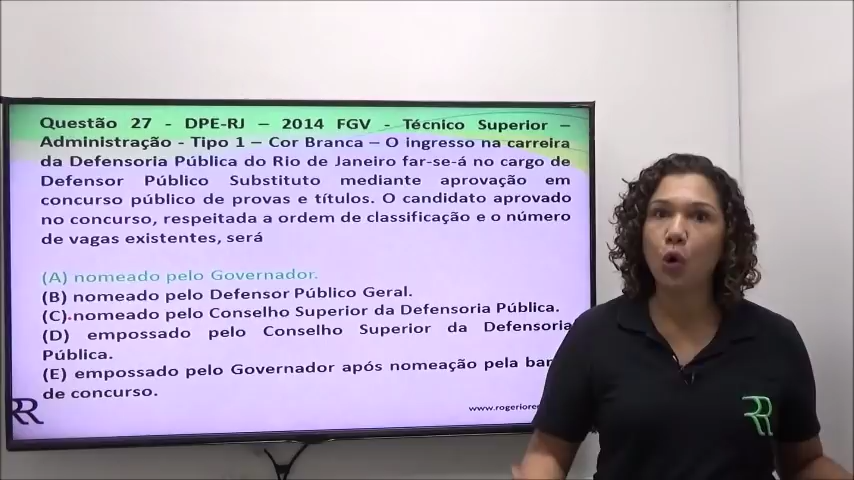 Questão 27 - DPE-RJ – 2014 FGV - Técnico Superior –
Administração - Tipo 1 – Cor Branca – O ingresso na carreira
da Defensoria Pública do Rio de Janeiro far-se-á no cargo de
Defensor Público Substituto mediante aprovação em
concurso público de provas e títulos. O candidato aprovado
no concurso, respeitada a ordem de classificação e o número
de vagas existentes, será
(A) nomeado pelo Governador.
(B) nomeado pelo Defensor Público Geral.
(C) nomeado pelo Conselho Superior da Defensoria Pública.
(D) empossado pelo Conselho Superior da Defensoria
Pública.
(E) empossado pelo Governador após nomeação pela
de concurso.
RR
RR